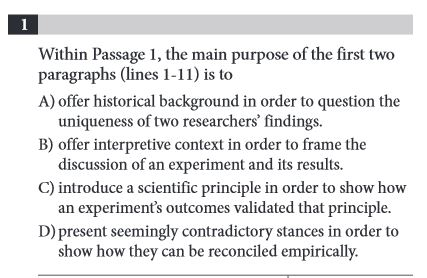 1
Within Passage 1, the main purpose of the first two
paragraphs (lines 1-11) is to
A) offer historical background in order to question the
uniqueness of two researchers’ findings.
B) offer interpretive context in order to frame the
discussion of an experiment and its results.
C) introduce a scientific principle in order to show how
an experiment’s outcomes validated that principle.
D) present seemingly contradictory stances in order to
show how they can be reconciled empirically.